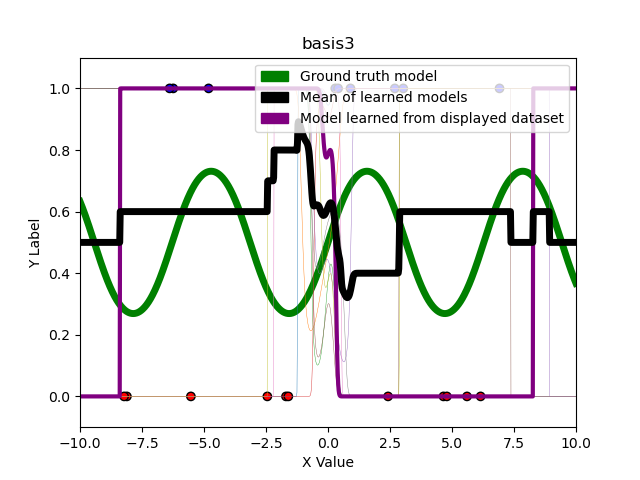 basis3
Ground truth model
Mean of learned models
Model learned from displayed dataset
1.0
0.8
0.6
0.4
0.2
0.0
Y Label
−10.0 −7.5 −5.0 −2.5 0.0 2.5 5.0 7.5 10.0
X Value